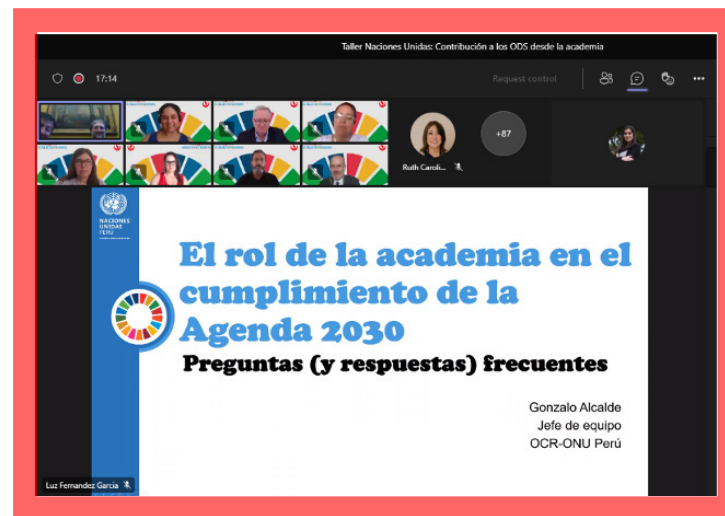 Taller Naciones Unidas: Contribución a los ODS desde la academia
17:14
Request control
+87
Ruth Caroli...
NACIONES
UNIDAS
PERÚ
El rol de la academia en el
cumplimiento de la
Agenda 2030
Preguntas (y respuestas) frecuentes
Gonzalo Alcalde
Jefe de equipo
OCR-ONU Perú
Luz Fernandez Garcia